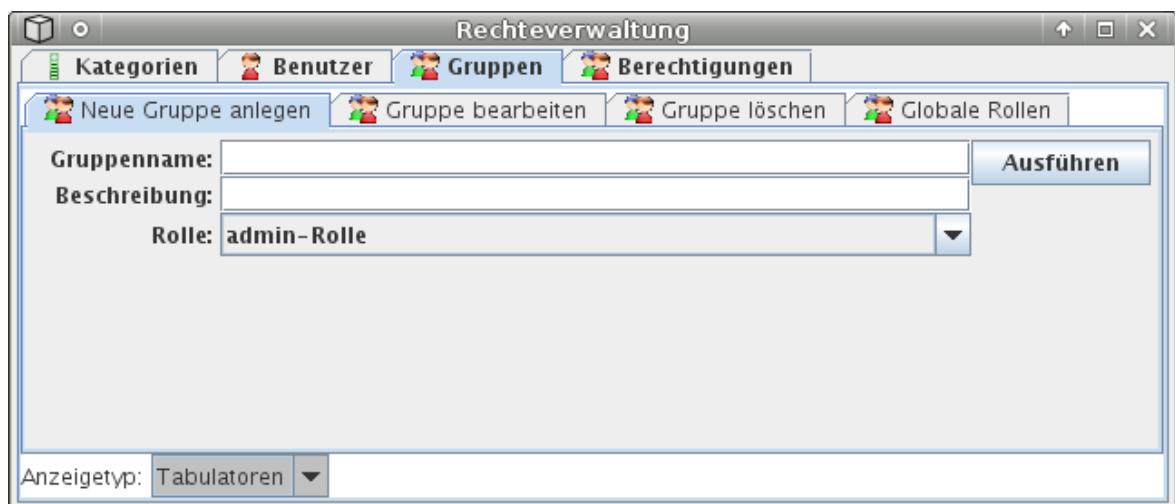 Rechteverwaltung
Kategorien Benutzer Gruppen Berechtigungen
Neue Gruppe anlegen Gruppe bearbeiten Gruppe löschen Globale Rollen
Gruppenname: Ausführen
Beschreibung:
Rolle: admin-Rolle
Anzeigetyp: Tabulatoren